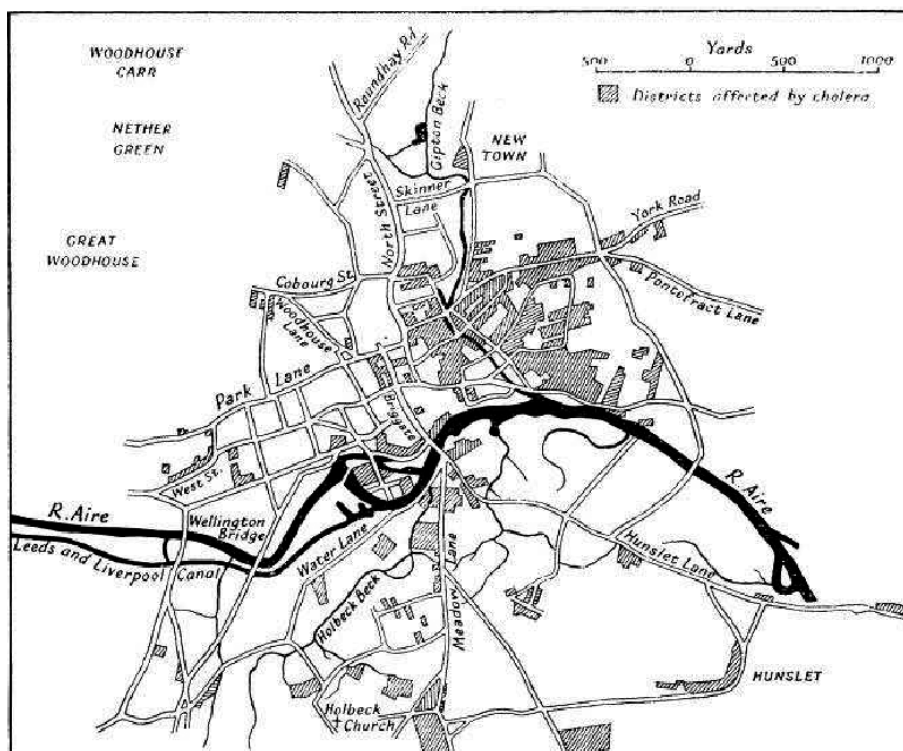 WOODHOUSE
CARR
NETHER
GREEN
GREAT
WOODHOUSE
Roundhay Rd
Gipton Beck
Yards
500 0 500 1000
Districts affected by cholera
NEW
TOWN
Skinner
Lane
North Street
York Road
Pontefract Lane
Cobourg St.
Woodhouse
Lane
Park Lane
Briggate
West St.
R. Aire
Wellington
Bridge
Leeds and Liverpool Canal
Water Lane
Holbeck Beck
Meadow Lane
Hunslet Lane
R. Aire
HUNSLET
Holbeck
Church